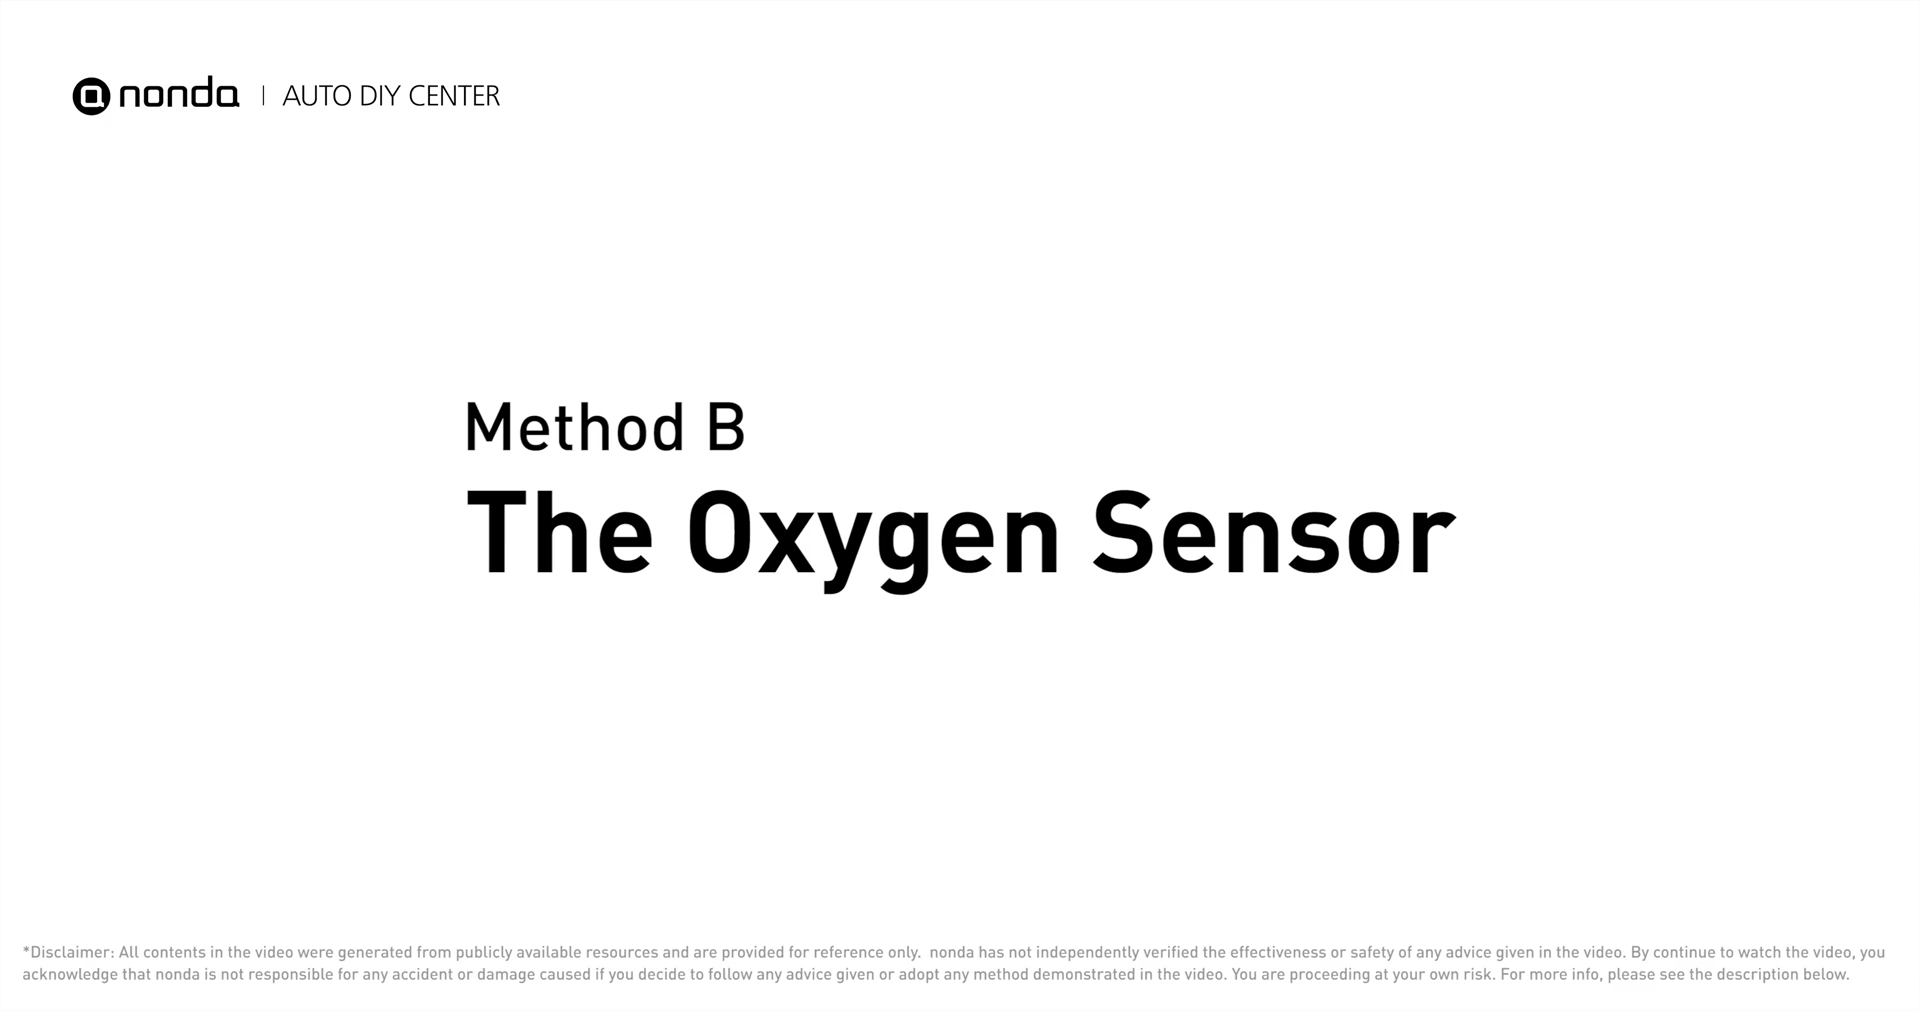 nonda | AUTO DIY CENTER
Method B
The Oxygen Sensor
*Disclaimer: All contents in the video were generated from publicly available resources and are provided for reference only.  nonda has not independently verified the effectiveness or safety of any advice given in the video. By continue to watch the video, you
acknowledge that nonda is not responsible for any accident or damage caused if you decide to follow any advice given or adopt any method demonstrated in the video. You are proceeding at your own risk. For more info, please see the description below.